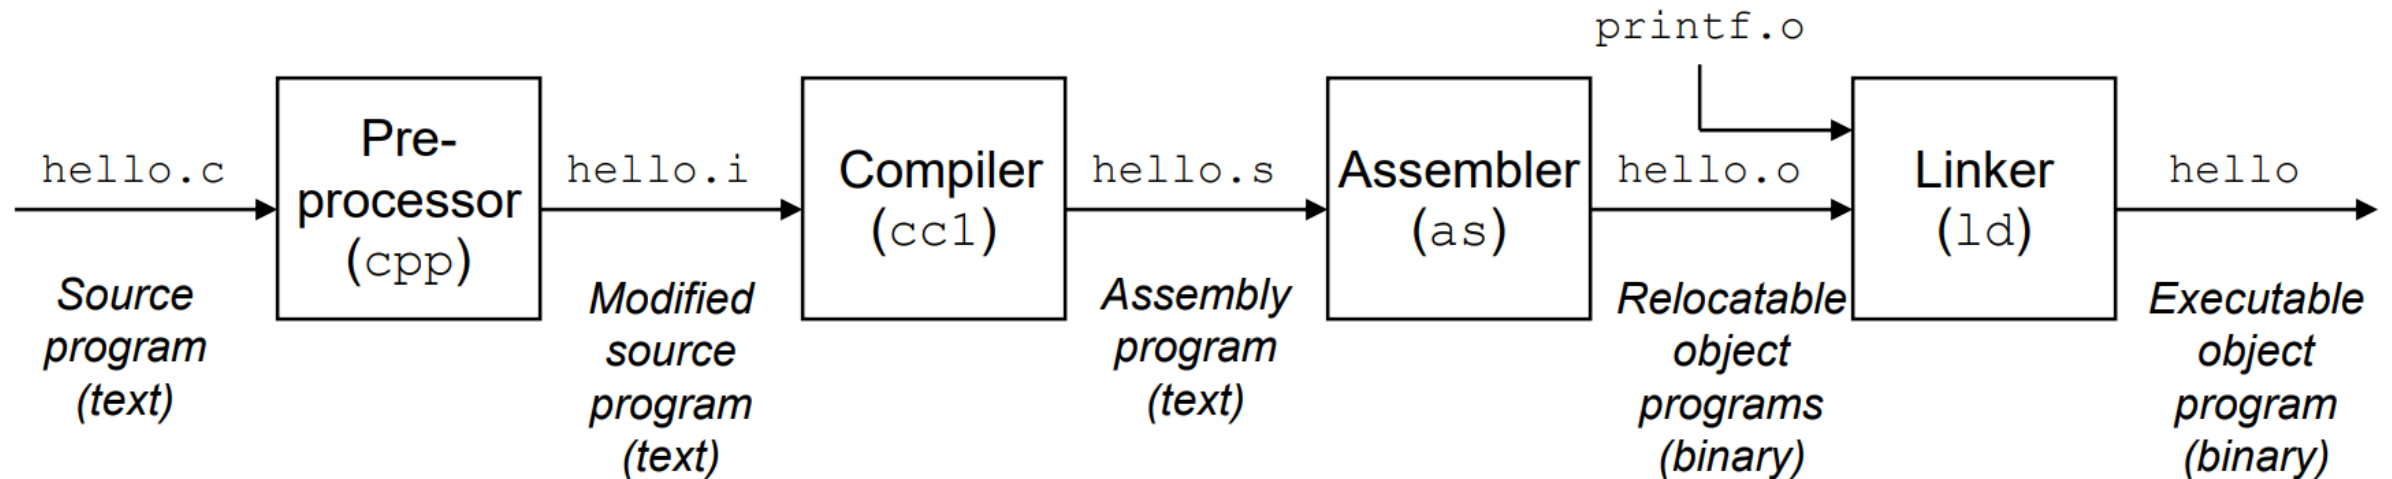 printf.o
hello.c
Pre-
processor
(cpp)
hello.i
Compiler
(cc1)
hello.s
Assembler
(as)
hello.o
Linker
(ld)
hello
Source
program
(text)
Modified
source
program
(text)
Assembly
program
(text)
Relocatable
object
programs
(binary)
Executable
object
program
(binary)